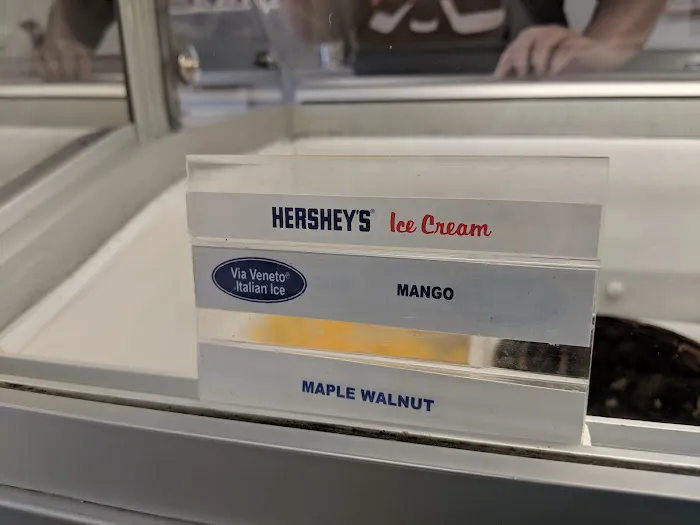 HERSHEY'S® Ice Cream
Via Veneto®
Italian Ice
MANGO
MAPLE WALNUT